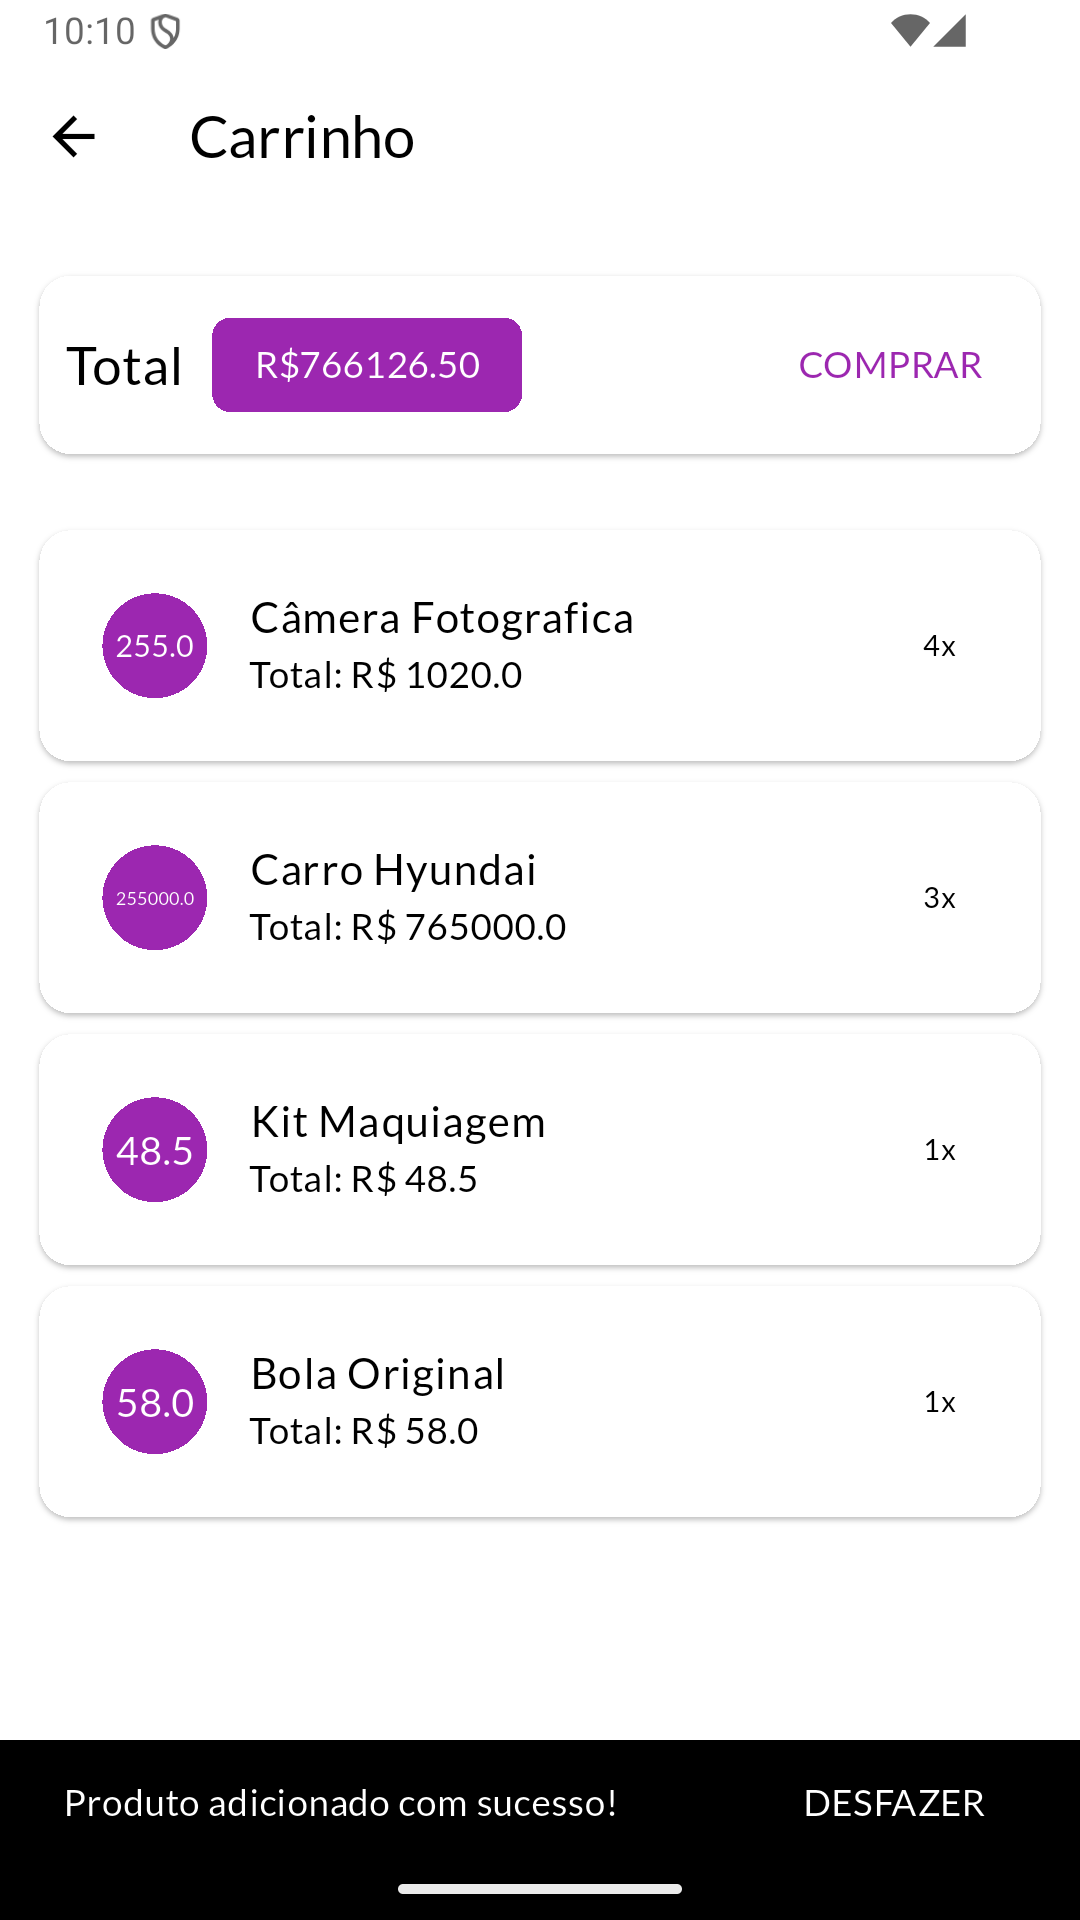 10:10
Carrinho
Total R$766126.50 COMPRAR
Câmera Fotografica
255.0 4x
Total: R$ 1020.0
Carro Hyundai
255000.0 3x
Total: R$ 765000.0
Kit Maquiagem
48.5 1x
Total: R$ 48.5
Bola Original
58.0 1x
Total: R$ 58.0
Produto adicionado com sucesso! DESFAZER